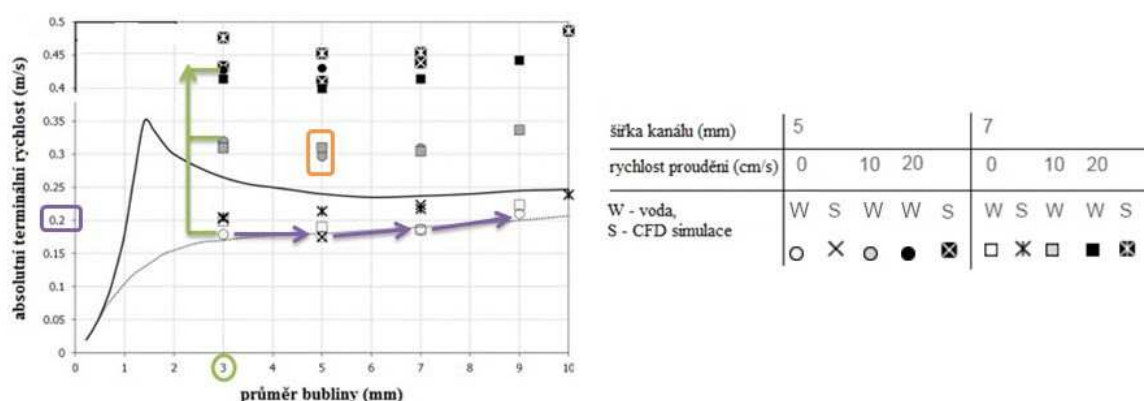 absolutní terminální rychlost (m/s)
0.5
0.45
0.4
0.35
0.3
0.25
0.2
0.15
0.1
0.05
0
0 1 2 3 4 5 6 7 8 9 10
průměr bubliny (mm)
šířka kanálu (mm) 5 7
rychlost proudění (cm/s) 0 10 20 0 10 20
W - voda, W S W W S W S W W S
S - CFD simulace